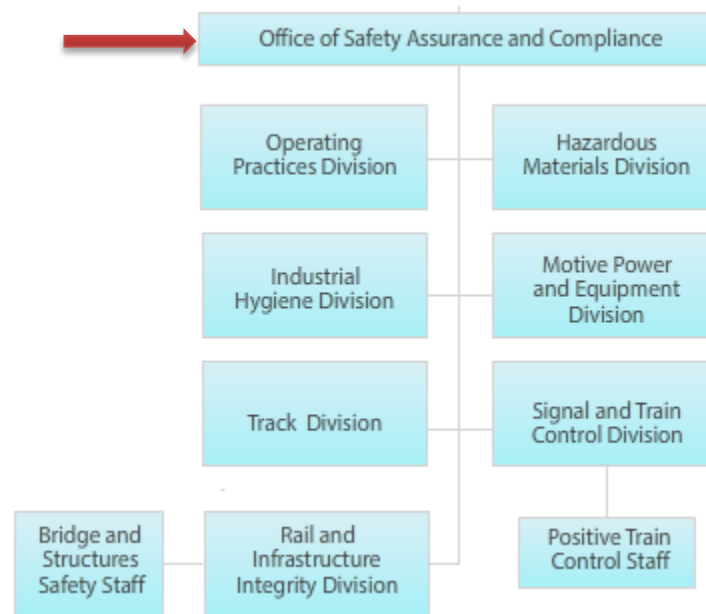 Office of Safety Assurance and Compliance
Operating
Practices Division
Hazardous
Materials Division
Industrial
Hygiene Division
Motive Power
and Equipment
Division
Track Division
Signal and Train
Control Division
Bridge and
Structures
Safety Staff
Rail and
Infrastructure
Integrity Division
Positive Train
Control Staff